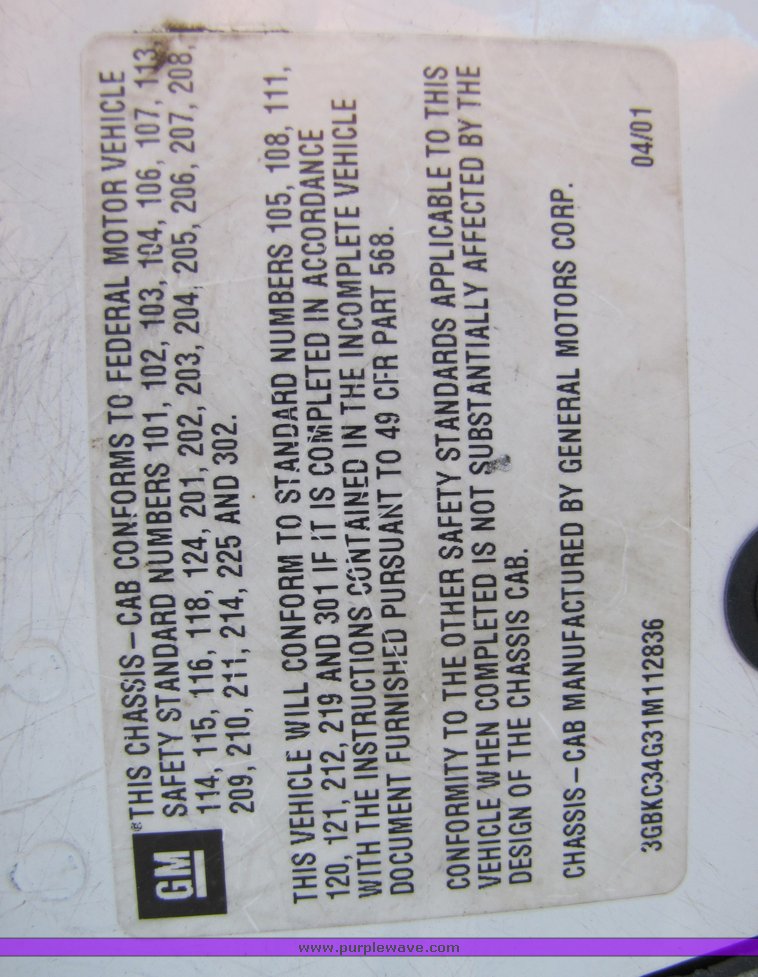 GM
THIS CHASSIS-CAB CONFORMS TO FEDERAL MOTOR VEHICLE
SAFETY STANDARD NUMBERS 101, 102, 103, 104, 106, 107, 113,
114, 115, 116, 118, 124, 201, 202, 203, 204, 205, 206, 207, 208,
209, 210, 211, 214, 225 AND 302.
THIS VEHICLE WILL CONFORM TO STANDARD NUMBERS 105, 108, 111,
120, 121, 212, 219 AND 301 IF IT IS COMPLETED IN ACCORDANCE
WITH THE INSTRUCTIONS CONTAINED IN THE INCOMPLETE VEHICLE
DOCUMENT FURNISHED PURSUANT TO 49 CFR PART 568.
CONFORMITY TO THE OTHER SAFETY STANDARDS APPLICABLE TO THIS
VEHICLE WHEN COMPLETED IS NOT SUBSTANTIALLY AFFECTED BY THE
DESIGN OF THE CHASSIS CAB.
CHASSIS-CAB MANUFACTURED BY GENERAL MOTORS CORP.
3GBKC34G31M112836 04/01
www.purplewave.com